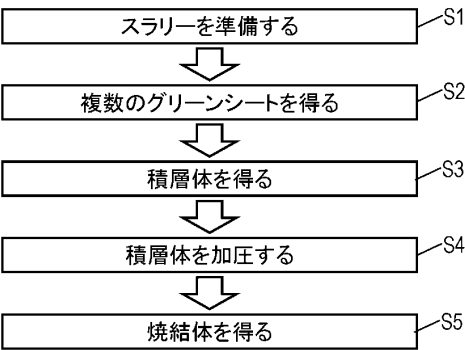 スラリーを準備する S1
複数のグリーンシートを得る S2
積層体を得る S3
積層体を加圧する S4
焼結体を得る S5